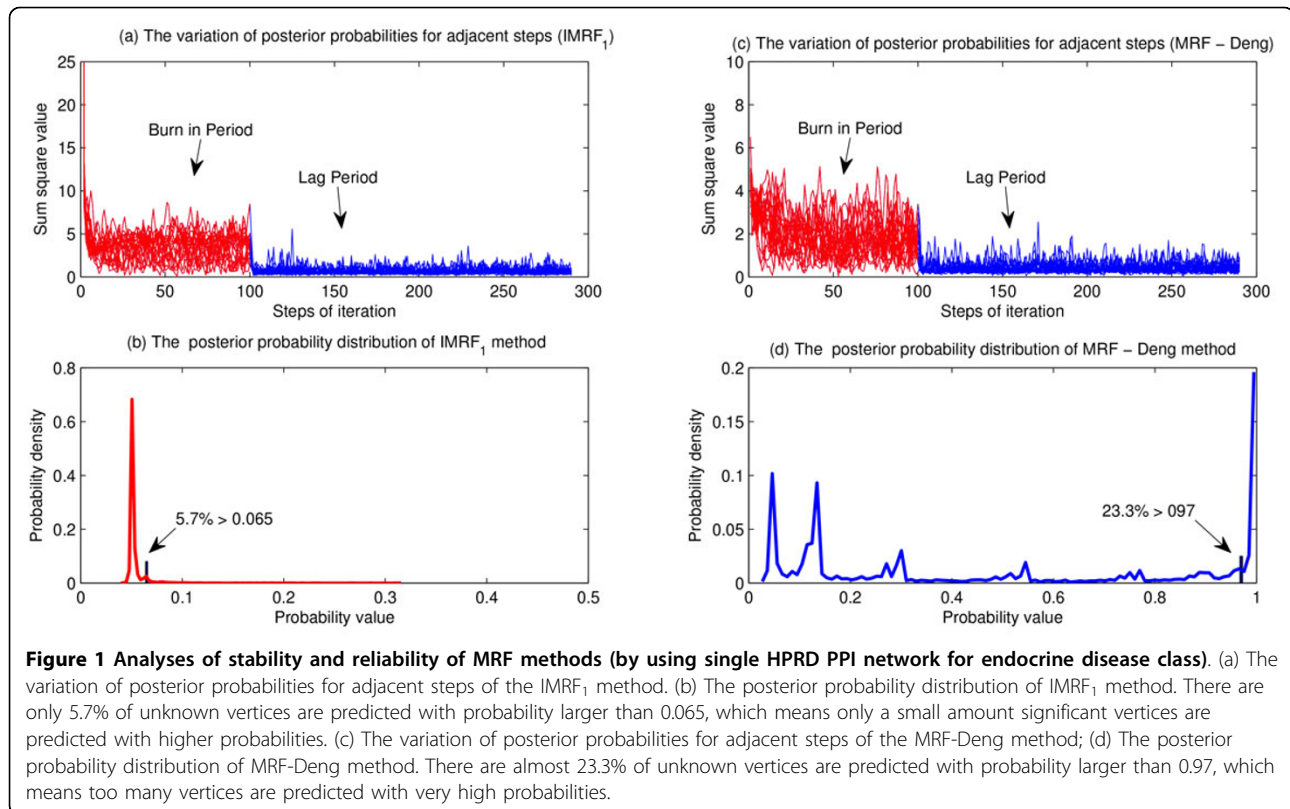 (a) The variation of posterior probabilities for adjacent steps (IMRF₁)
25
20
15
10
5
0
Sum square value
Burn in Period
Lag Period
0 50 100 150 200 250 300
Steps of iteration
(c) The variation of posterior probabilities for adjacent steps (MRF – Deng)
10
8
6
4
2
0
Sum square value
Burn in Period
Lag Period
0 50 100 150 200 250 300
Steps of iteration
(b) The posterior probability distribution of IMRF₁ method
0.8
0.6
0.4
0.2
0
Probability density
5.7% > 0.065
0 0.1 0.2 0.3 0.4 0.5
Probability value
(d) The posterior probability distribution of MRF – Deng method
0.2
0.15
0.1
0.05
0
Probability density
23.3% > 097
0 0.2 0.4 0.6 0.8 1
Probability value
Figure 1 Analyses of stability and reliability of MRF methods (by using single HPRD PPI network for endocrine disease class). (a) The
variation of posterior probabilities for adjacent steps of the IMRF₁ method. (b) The posterior probability distribution of IMRF₁ method. There are
only 5.7% of unknown vertices are predicted with probability larger than 0.065, which means only a small amount significant vertices are
predicted with higher probabilities. (c) The variation of posterior probabilities for adjacent steps of the MRF-Deng method; (d) The posterior
probability distribution of MRF-Deng method. There are almost 23.3% of unknown vertices are predicted with probability larger than 0.97, which
means too many vertices are predicted with very high probabilities.